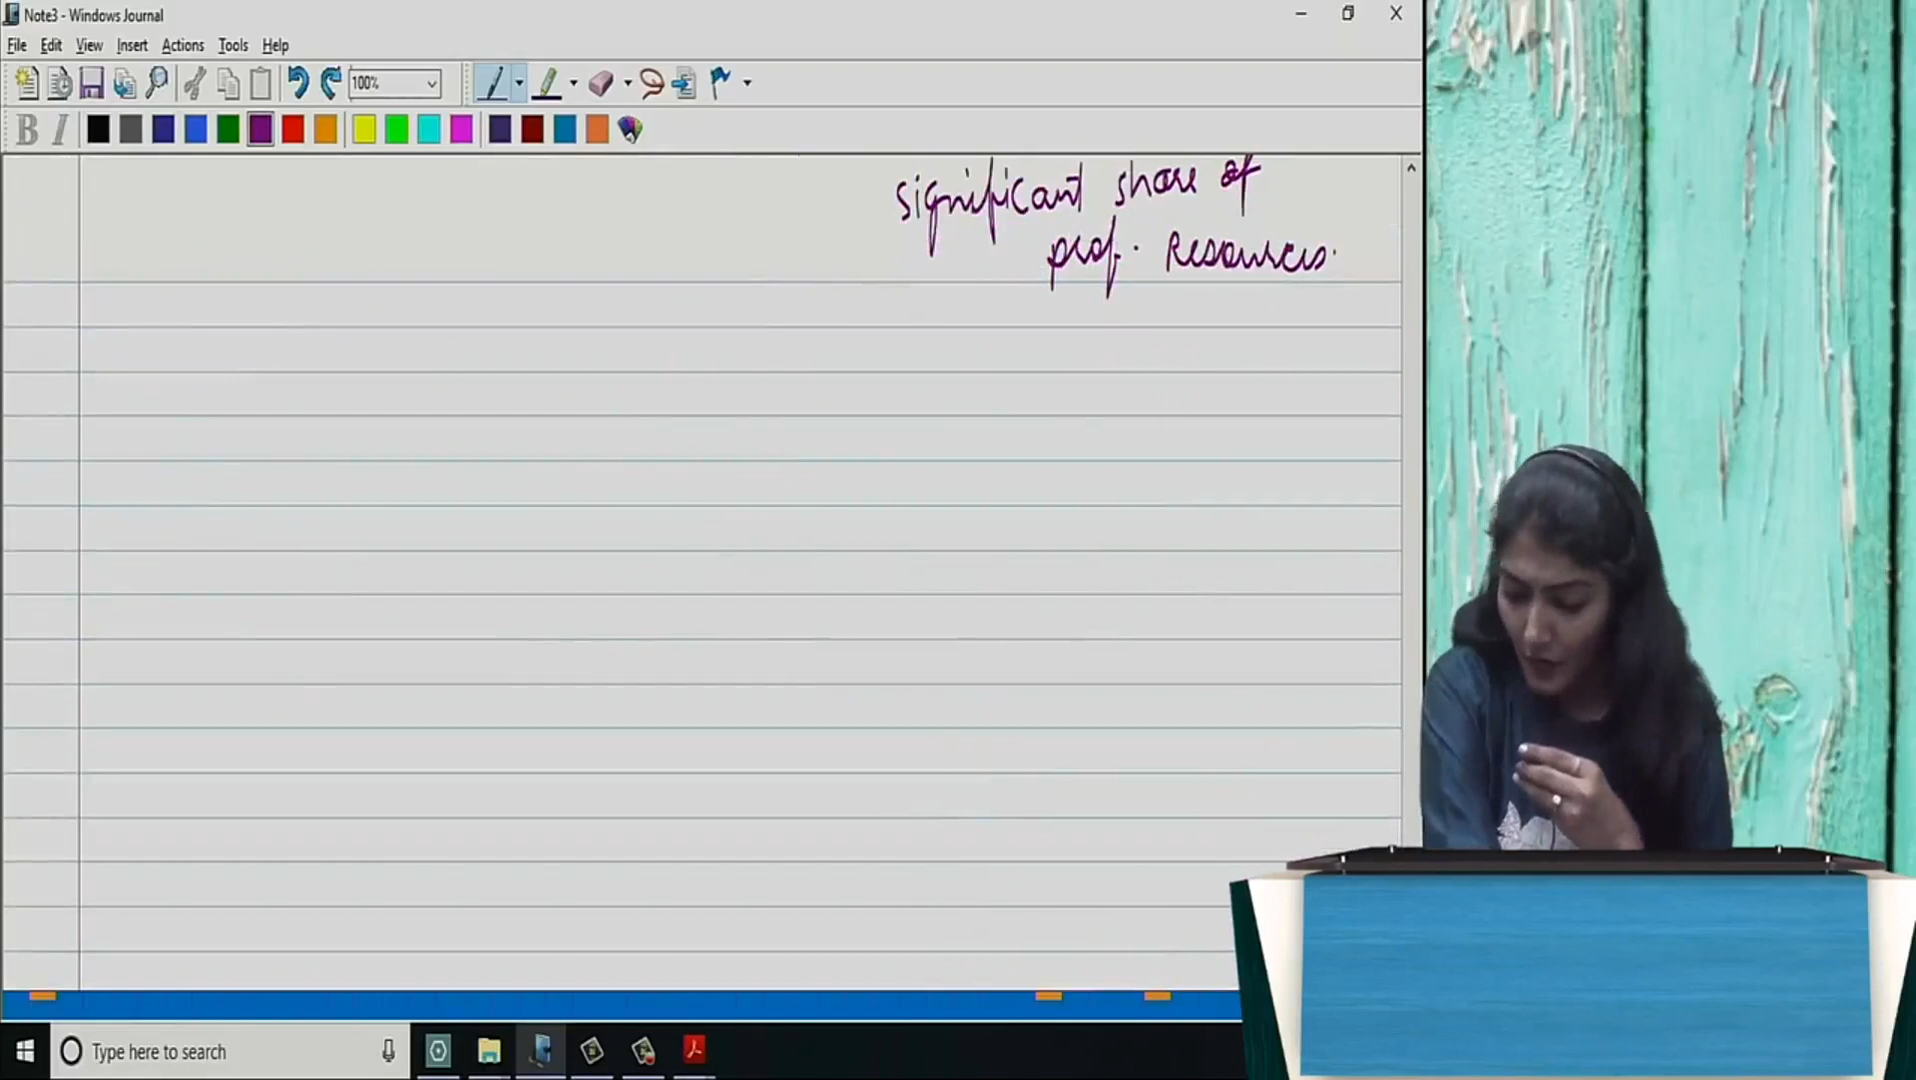 Note3 - Windows Journal
File Edit View Insert Actions Tools Help
100%
B I
significant share of
prof. Resources.
Type here to search